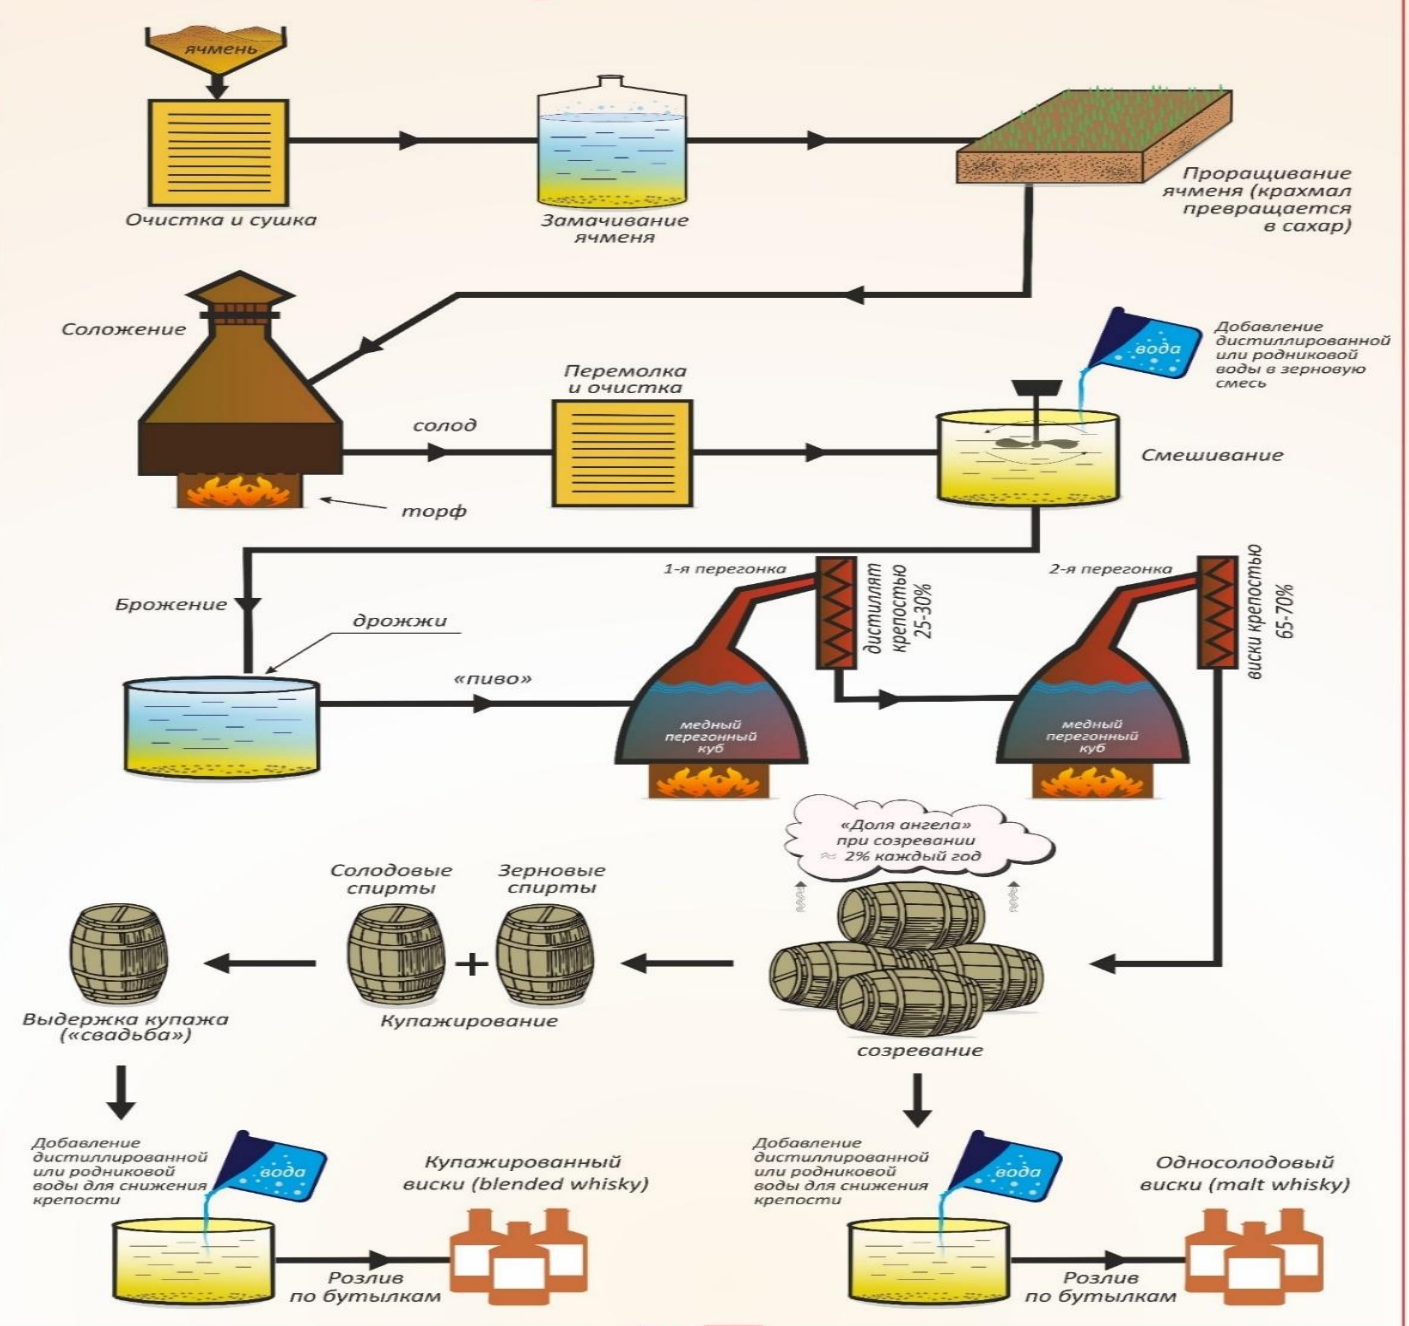 ячмень
Очистка и сушка
Замачивание
ячменя
Проращивание
ячменя (крахмал
превращается
в сахар)
Соложение
торф
солод
Перемолка
и очистка
вода
Добавление
дистиллированной
или родниковой
воды в зерновую
смесь
Смешивание
Брожение
дрожжи
«пиво»
1-я перегонка
дистиллят
крепостью
25-30%
медный
перегонный
куб
2-я перегонка
виски крепостью
65-70%
медный
перегонный
куб
«Доля ангела»
при созревании
≈ 2% каждый год
созревание
Солодовые
спирты
Зерновые
спирты
+
Купажирование
Выдержка купажа
(«свадьба»)
Добавление
дистиллированной
или родниковой
воды для снижения
крепости
вода
Розлив
по бутылкам
Купажированный
виски (blended whisky)
Добавление
дистиллированной
или родниковой
воды для снижения
крепости
вода
Розлив
по бутылкам
Односолодовый
виски (malt whisky)